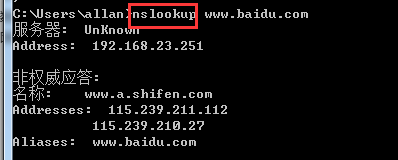 C:\Users\allan>nslookup www.baidu.com
服务器:  UnKnown
Address:  192.168.23.251
非权威应答:
名称:    www.a.shifen.com
Addresses:  115.239.211.112
          115.239.210.27
Aliases:  www.baidu.com